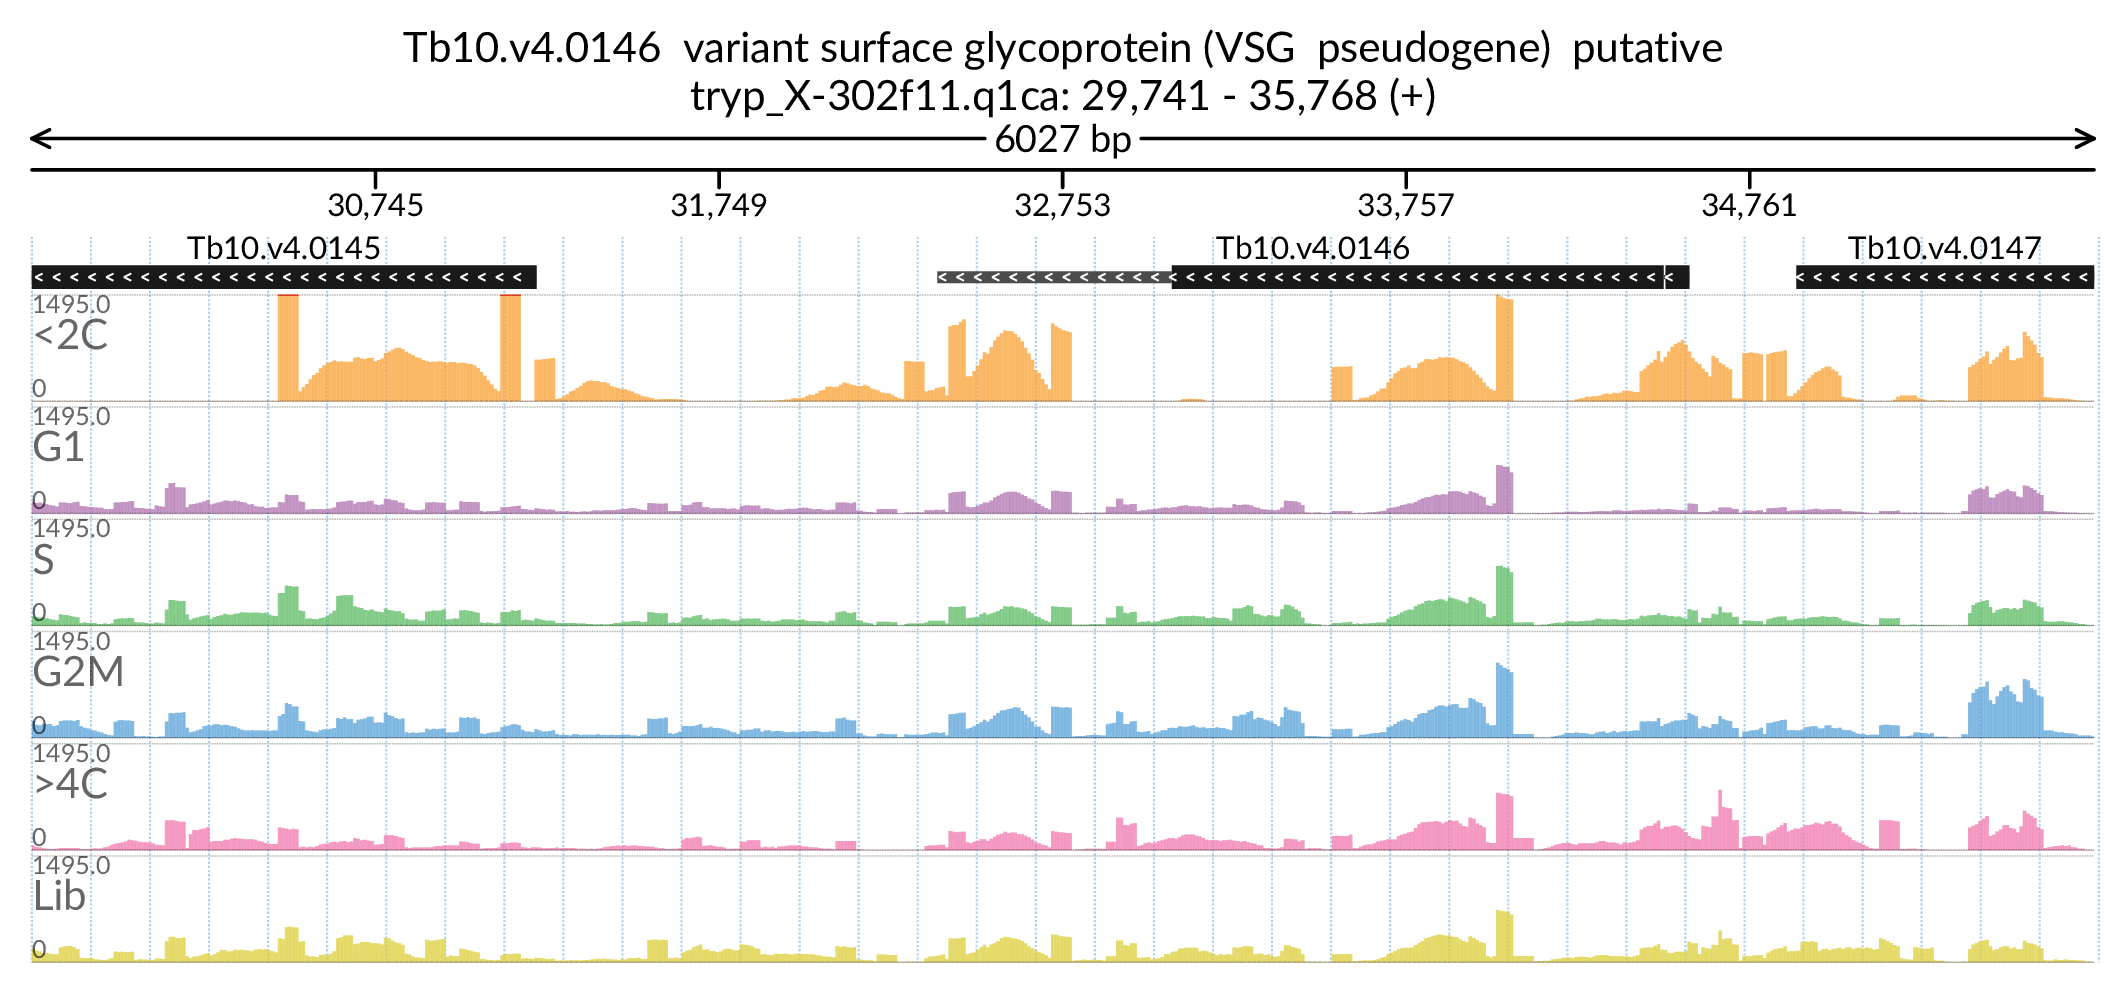 Tb10.v4.0146  variant surface glycoprotein (VSG  pseudogene)  putative
tryp_X-302f11.q1ca: 29,741 - 35,768 (+)
6027 bp
30,745 31,749 32,753 33,757 34,761
Tb10.v4.0145 Tb10.v4.0146 Tb10.v4.0147
1495.0
<2C
0
1495.0
G1
0
1495.0
S
0
1495.0
G2M
0
1495.0
>4C
0
1495.0
Lib
0